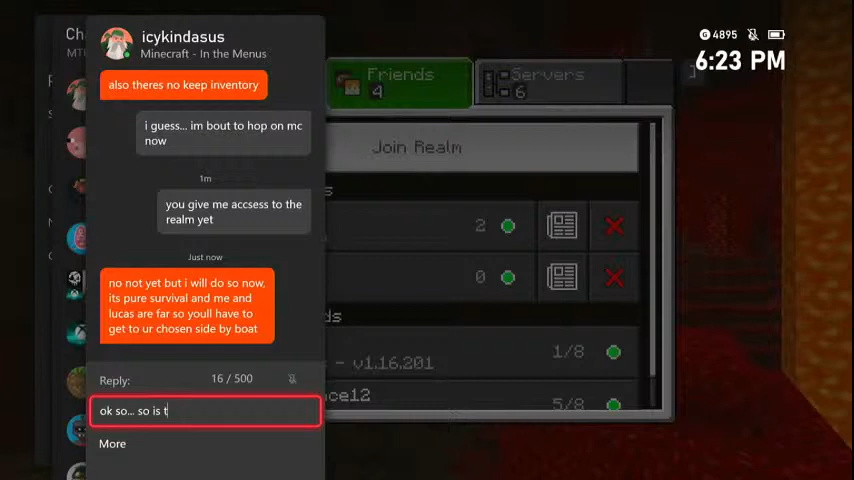 Ch
icykindasus
Minecraft - In the Menus
4895
6:23 PM
also theres no keep inventory
i guess... im bout to hop on mc
now
1m
you give me accsess to the
realm yet
Just now
no not yet but i will do so now,
its pure survival and me and
lucas are far so youll have to
get to ur chosen side by boat
Reply:
16 / 500
ok so... so is t
More
Friends
4
Servers
6
Join Realm
s
2
0
ds
1/8
- v1.16.201
nce12
5/8